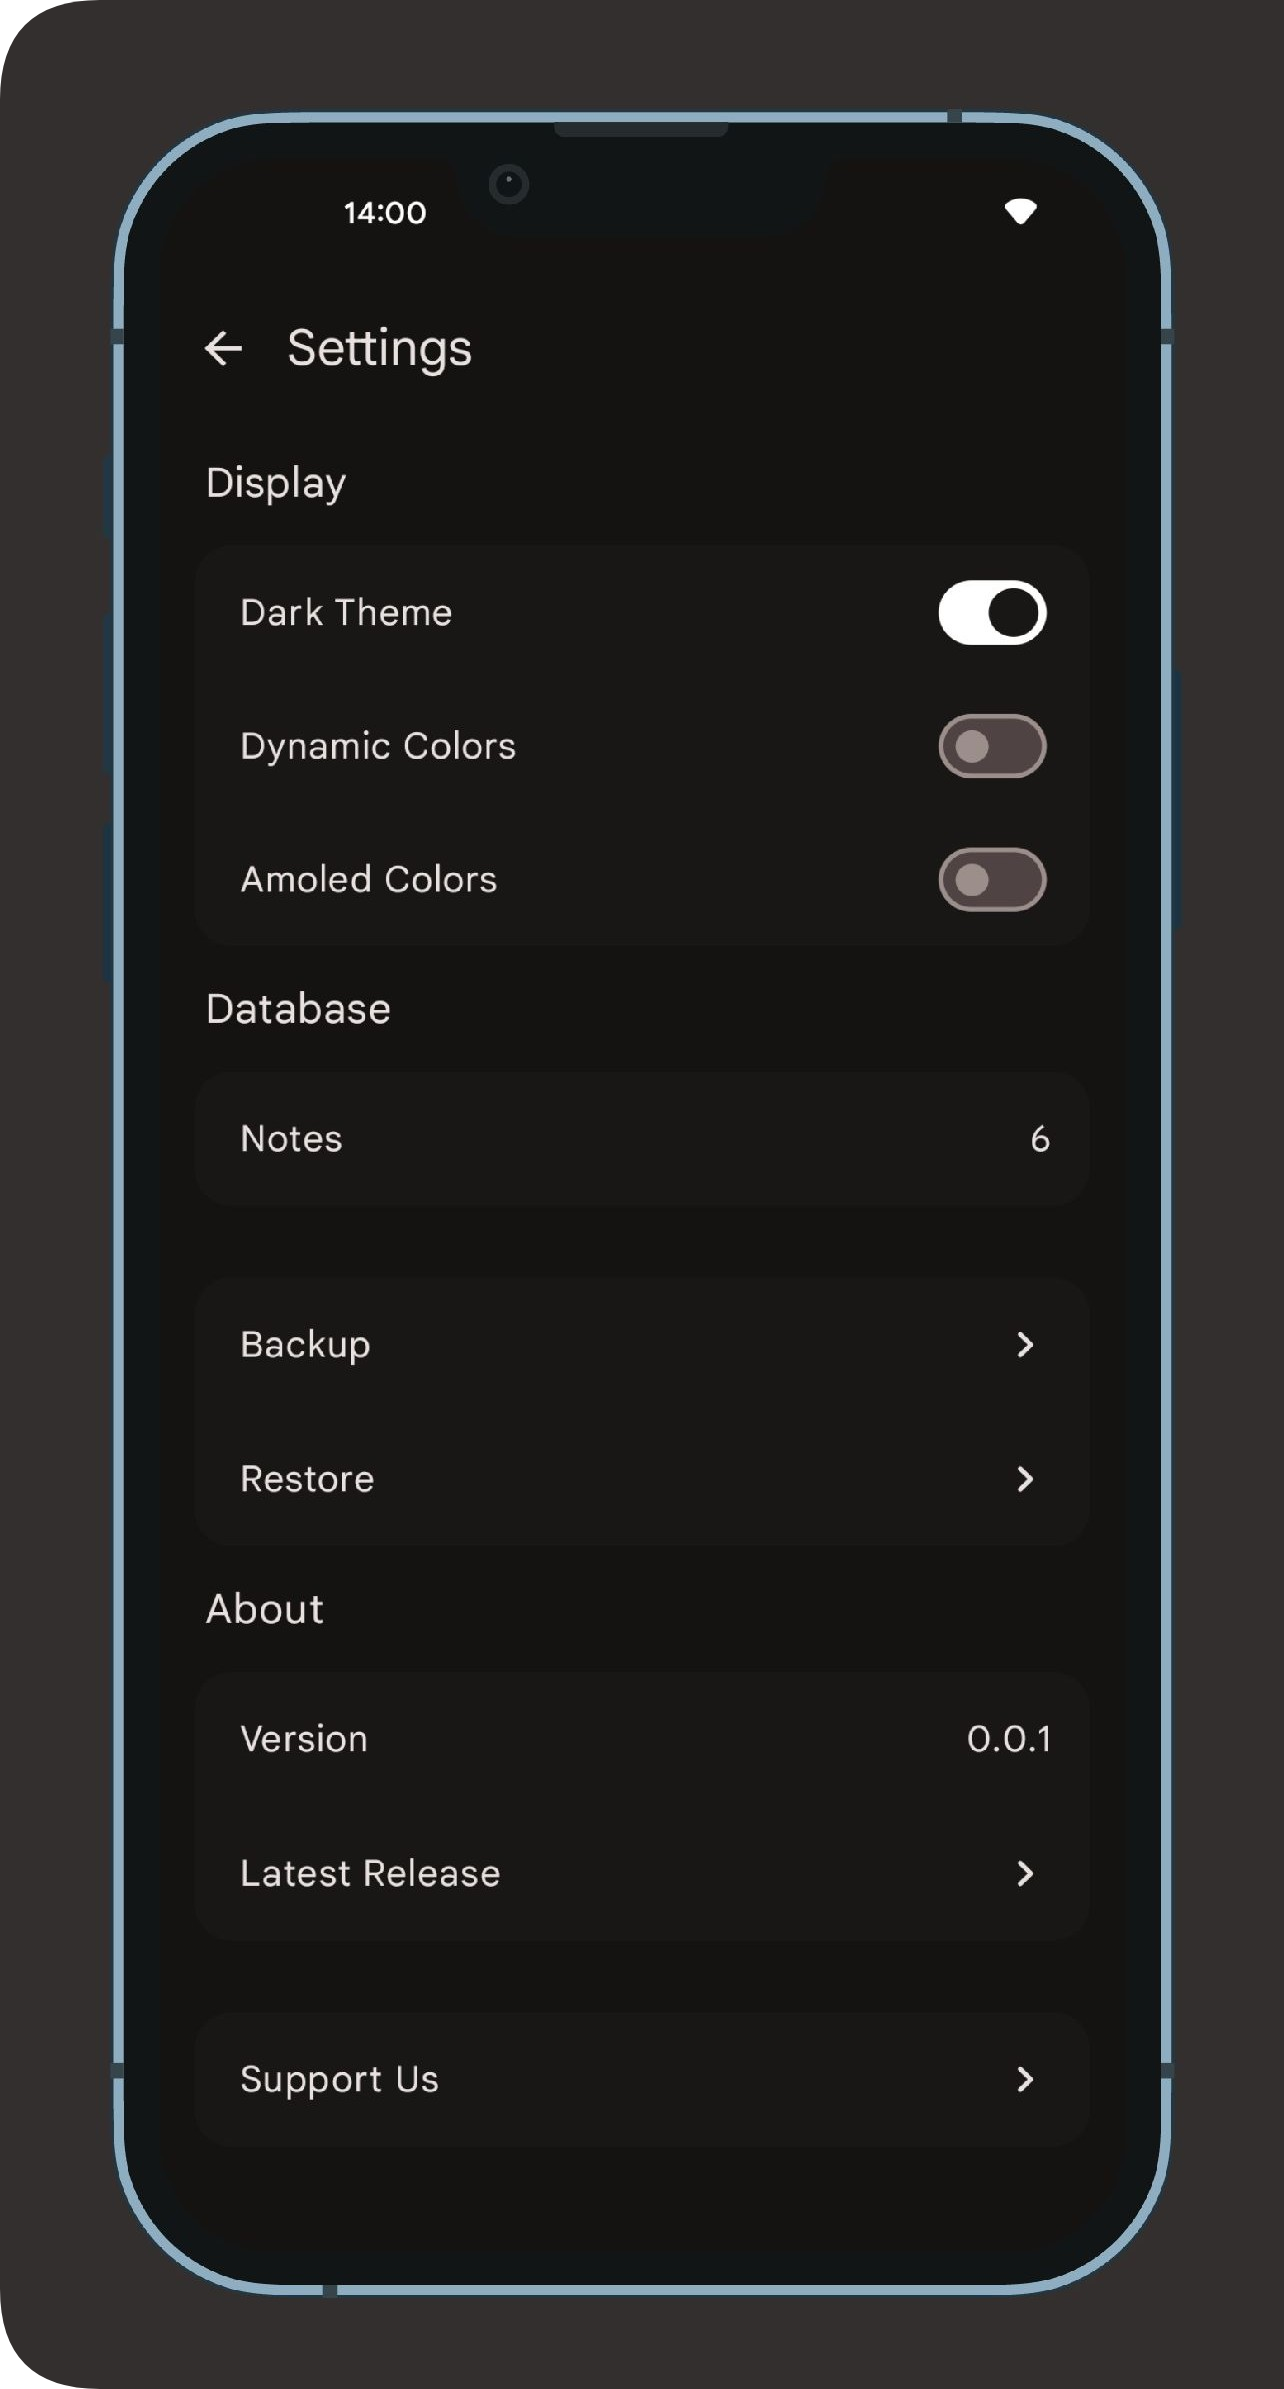 14:00
Settings
Display
Dark Theme
Dynamic Colors
Amoled Colors
Database
Notes 6
Backup
Restore
About
Version 0.0.1
Latest Release
Support Us